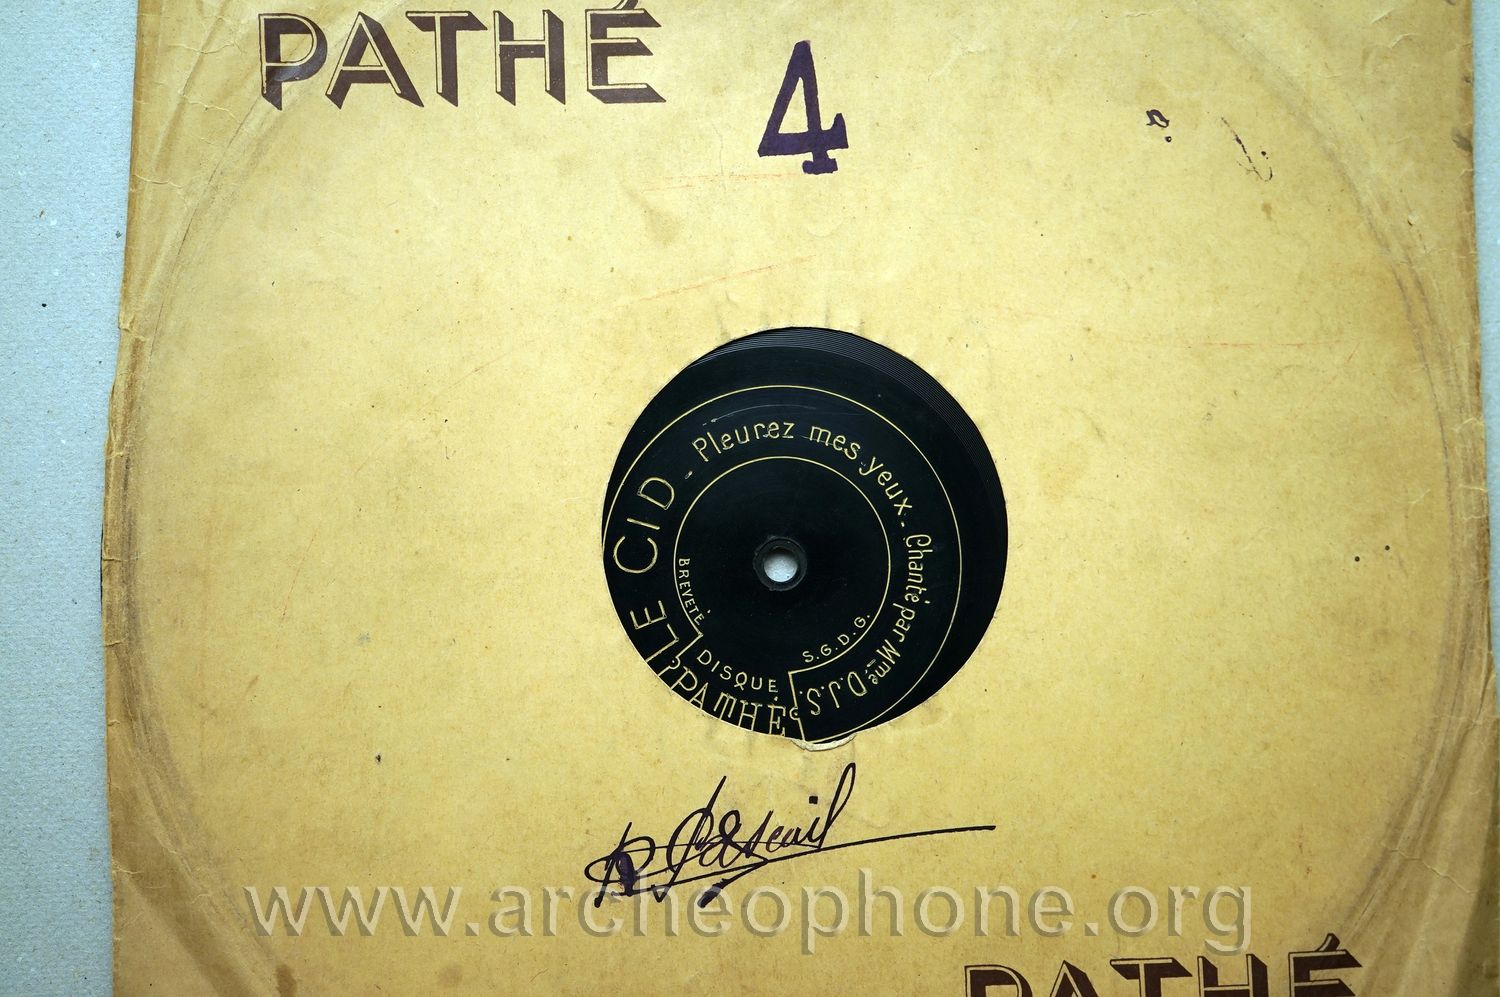 PATHÉ
4
LE CID - Pleurez mes yeux - Chanté par Mme D.J.S.
BREVETÉ
S.G.D.G.
DISQUE
PATHÉ
www.archeophone.org
PATHÉ